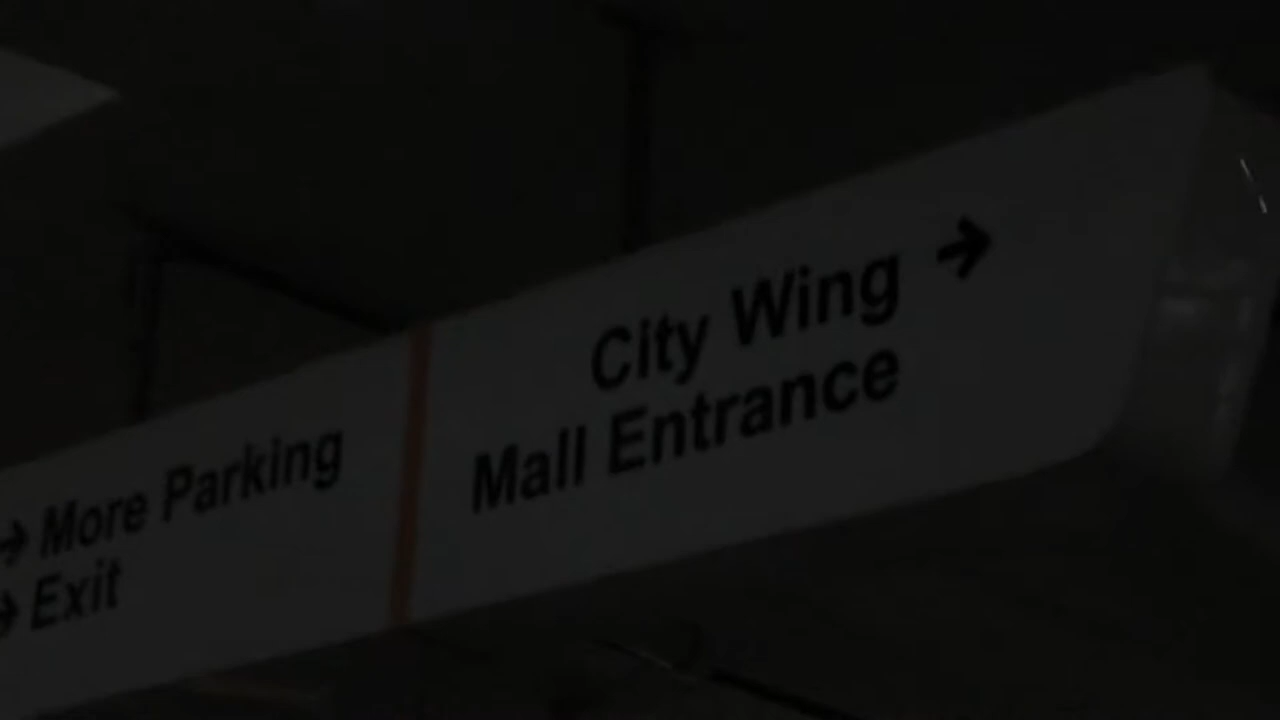 → More Parking
→ Exit
City Wing →
Mall Entrance